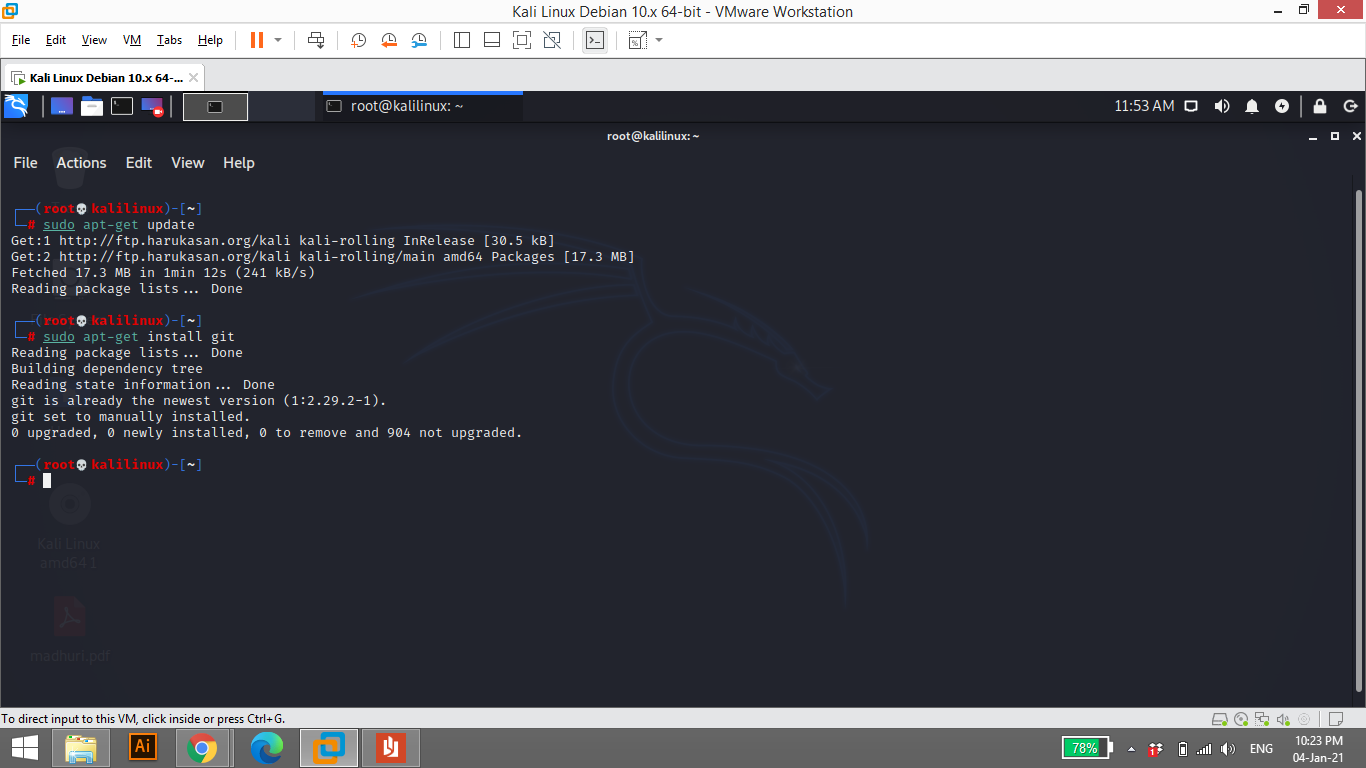 Kali Linux Debian 10.x 64-bit - VMware Workstation
File Edit View VM Tabs Help
Kali Linux Debian 10.x 64-...
root@kalilinux: ~
11:53 AM
root@kalilinux: ~
File Actions Edit View Help
┌──(root💀kalilinux)-[~]
└─# sudo apt-get update
Get:1 http://ftp.harukasan.org/kali kali-rolling InRelease [30.5 kB]
Get:2 http://ftp.harukasan.org/kali kali-rolling/main amd64 Packages [17.3 MB]
Fetched 17.3 MB in 1min 12s (241 kB/s)
Reading package lists... Done
┌──(root💀kalilinux)-[~]
└─# sudo apt-get install git
Reading package lists... Done
Building dependency tree
Reading state information... Done
git is already the newest version (1:2.29.2-1).
git set to manually installed.
0 upgraded, 0 newly installed, 0 to remove and 904 not upgraded.
┌──(root💀kalilinux)-[~]
└─#
Kali Linux
amd64 1
madhuri.pdf
To direct input to this VM, click inside or press Ctrl+G.
Ai
78%
ENG
10:23 PM
04-Jan-21